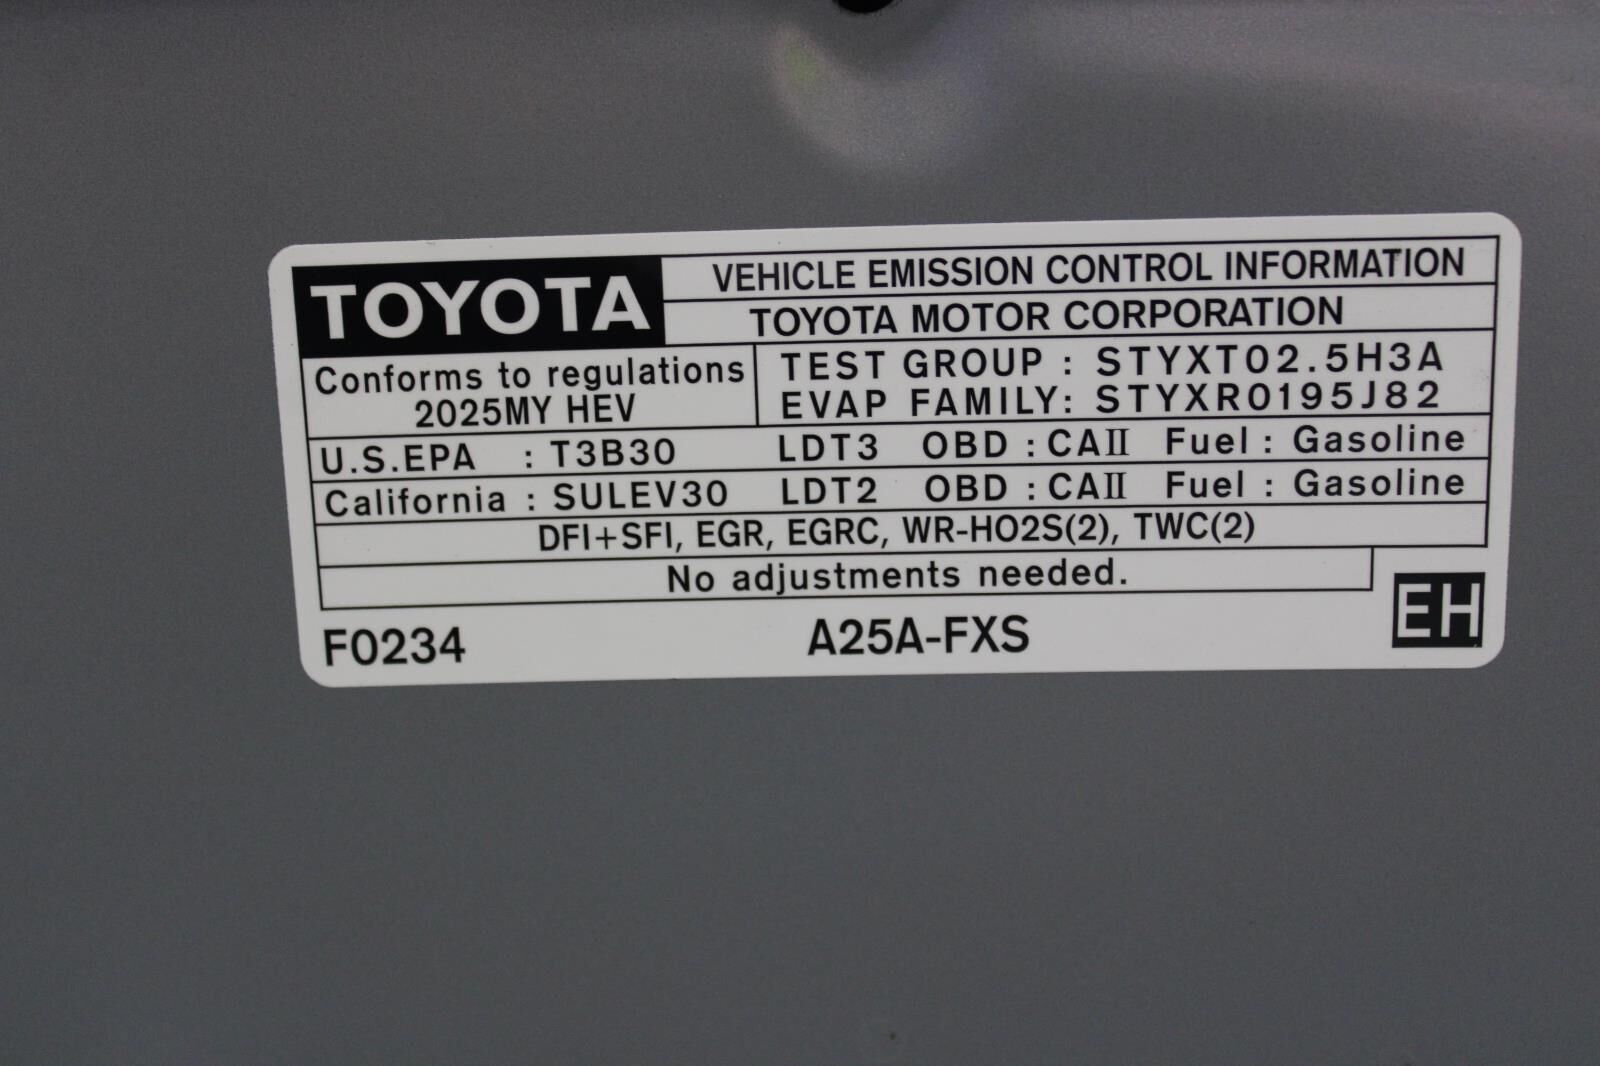 TOYOTA
VEHICLE EMISSION CONTROL INFORMATION
TOYOTA MOTOR CORPORATION
Conforms to regulations
2025MY HEV
TEST GROUP : STYXT02.5H3A
EVAP FAMILY: STYXR0195J82
U.S.EPA : T3B30 LDT3 OBD : CAII Fuel : Gasoline
California : SULEV30 LDT2 OBD : CAII Fuel : Gasoline
DFI+SFI, EGR, EGRC, WR-HO2S(2), TWC(2)
No adjustments needed.
F0234 A25A-FXS EH